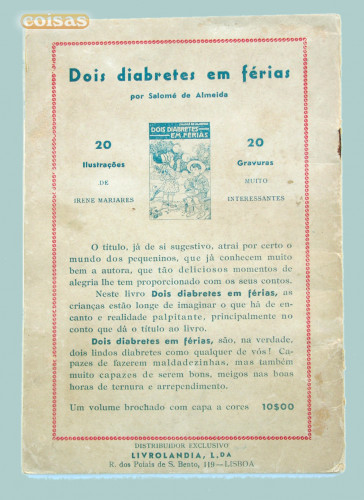 coisas
Dois diabretes em férias
por Salomé de Almeida
20
Ilustrações
DE
IRENE MARIARES
DOIS DIABRETES
EM FÉRIAS
20
Gravuras
MUITO
INTERESSANTES
O título, já de si sugestivo, atrai por certo o
mundo dos pequeninos, que já conhecem muito
bem a autora, que tão deliciosos momentos de
alegria lhe tem proporcionado com os seus contos.
Neste livro Dois diabretes em férias, as
crianças estão longe de imaginar o que há de en-
canto e realidade palpitante, principalmente no
conto que dá o título ao livro.
Dois diabretes em férias, são, na verdade,
dois lindos diabretes como qualquer de vós! Ca-
pazes de fazerem maldadezinhas, mas também
muito capazes de serem bons, meigos nas boas
horas de ternura e arrependimento.
Um volume brochado com capa a cores 10$00
DISTRIBUIDOR EXCLUSIVO
LIVROLANDIA, L.DA
R. dos Poiais de S. Bento, 119—LISBOA